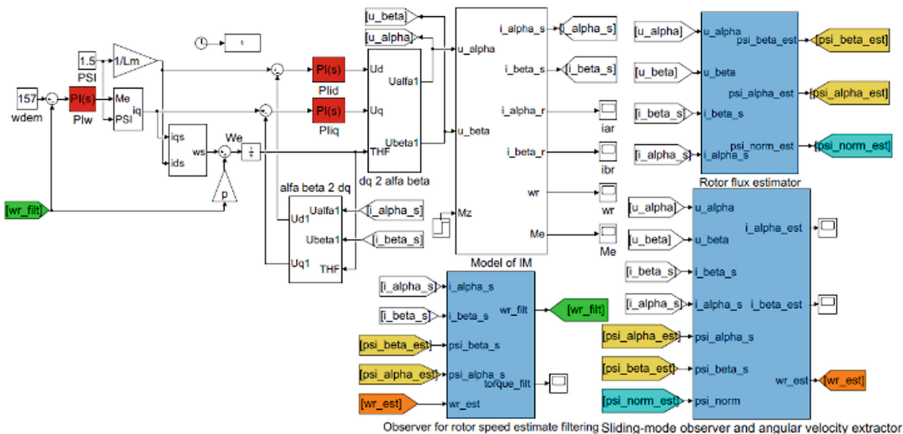 [u_beta]
[u_alpha]
t
1.5
PSI
1/Lm
157
wdem
PI(s)
PIw
Me
iq
PSI
PI(s)
PIid
PI(s)
PIiq
Ud
Uq
THF
Ualfa1
Ubeta1
dq 2 alfa beta
iqs
ids
ws
We
p
[wr_filt]
alfa beta 2 dq
Ud1
Uq1
Ualfa1
Ubeta1
THF
[i_alpha_s]
[i_beta_s]
u_alpha
u_beta
Mz
i_alpha_s
i_beta_s
i_alpha_r
i_beta_r
wr
Me
Model of IM
[i_alpha_s]
[i_beta_s]
iar
ibr
wr
Me
[u_alpha]
[u_beta]
[i_beta_s]
[i_alpha_s]
u_alpha
u_beta
i_beta_s
i_alpha_s
psi_beta_est
psi_alpha_est
psi_norm_est
[psi_beta_est]
[psi_alpha_est]
[psi_norm_est]
Rotor flux estimator
[u_alpha]
[u_beta]
[i_beta_s]
[i_alpha_s]
[psi_alpha_est]
[psi_beta_est]
[psi_norm_est]
u_alpha
u_beta
i_beta_s
i_alpha_s
psi_alpha_s
psi_beta_s
psi_norm
i_alpha_est
i_beta_est
wr_est
[wr_est]
Sliding-mode observer and angular velocity extractor
[i_alpha_s]
[i_beta_s]
[psi_beta_est]
[psi_alpha_est]
[wr_est]
i_alpha_s
i_beta_s
psi_beta_s
psi_alpha_s
wr_est
wr_filt
torque_filt
[wr_filt]
Observer for rotor speed estimate filtering